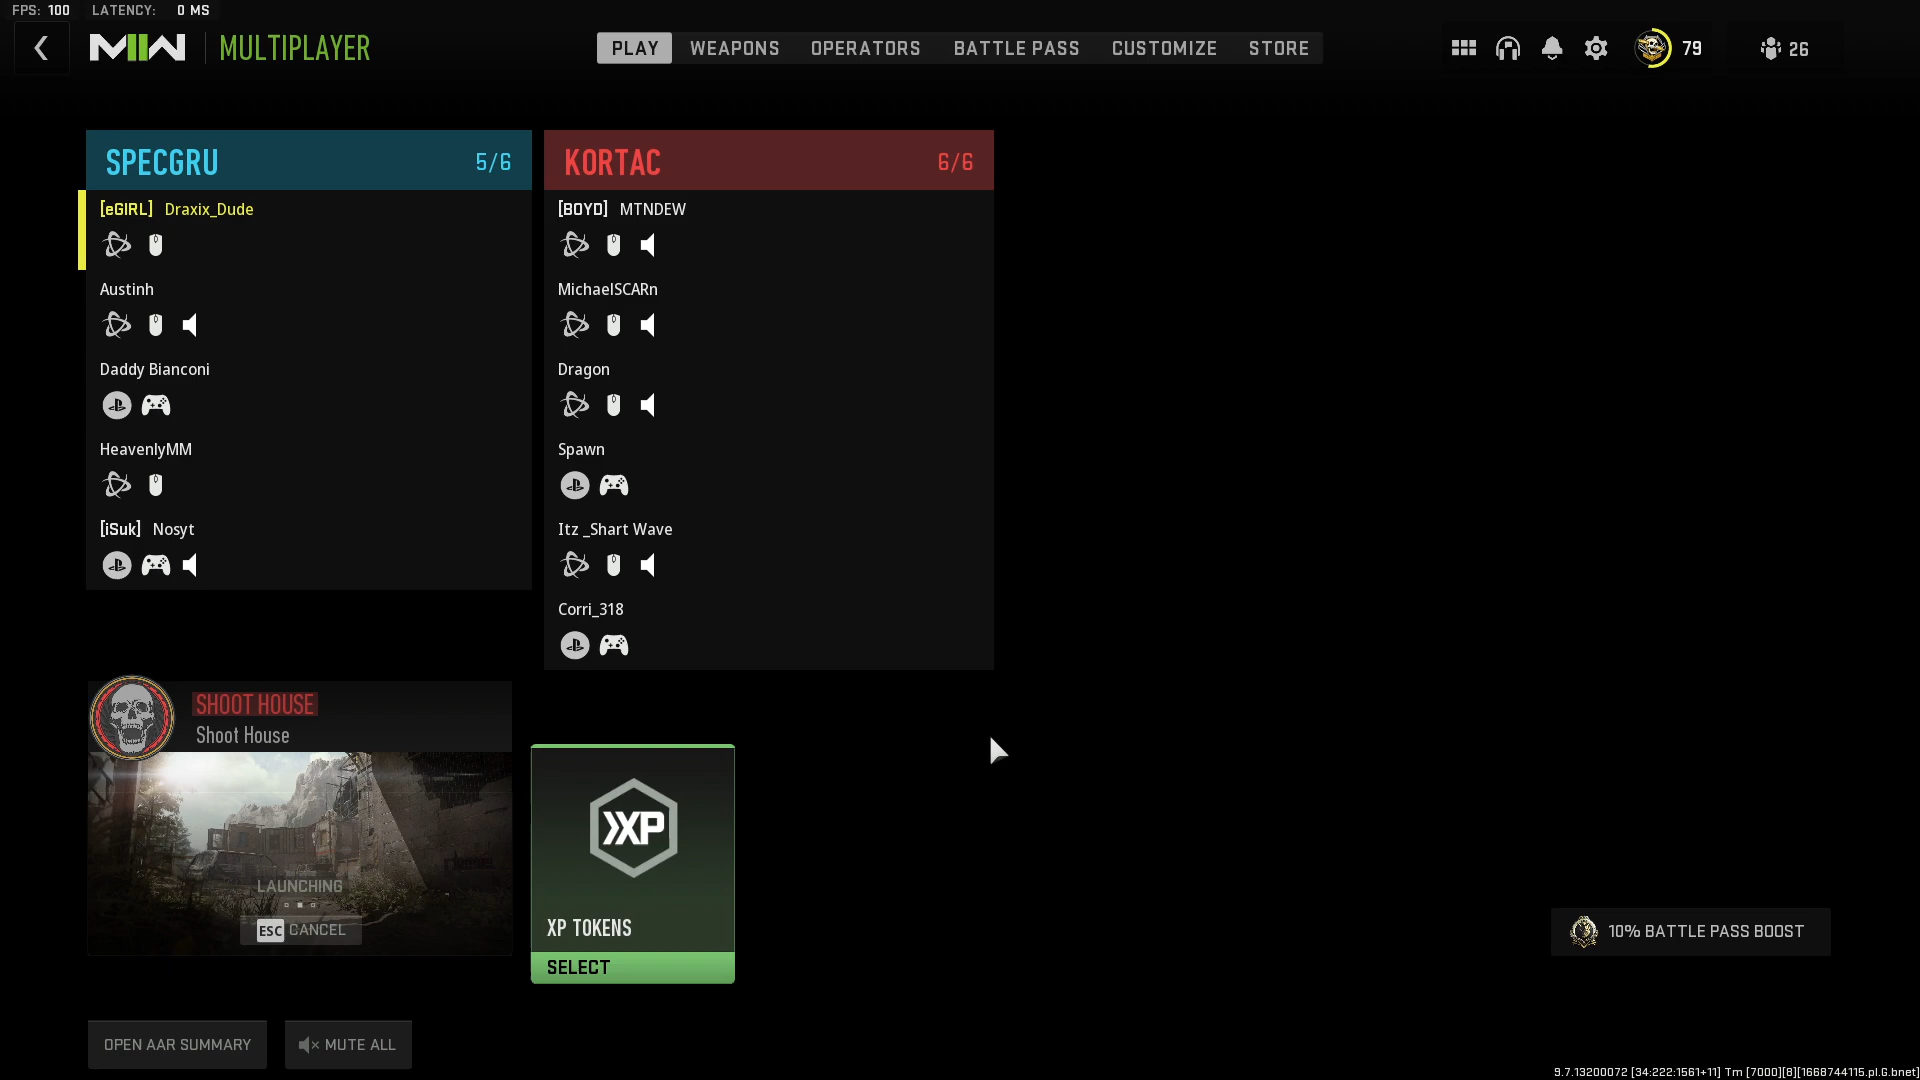 FPS: 100 LATENCY: 0 MS
MWII MULTIPLAYER
PLAY WEAPONS OPERATORS BATTLE PASS CUSTOMIZE STORE
79
26
SPECGRU 5/6
[eGIRL] Draxix_Dude
Austinh
Daddy Bianconi
HeavenlyMM
[iSuk] Nosyt
KORTAC 6/6
[BOYD] MTNDEW
MichaelSCARn
Dragon
Spawn
Itz _Shart Wave
Corri_318
SHOOT HOUSE
Shoot House
LAUNCHING
ESC CANCEL
XP
XP TOKENS
SELECT
10% BATTLE PASS BOOST
OPEN AAR SUMMARY MUTE ALL
9.7.13200072 [34:222:1561+11] Tm [7000][8][1668744115.pl.G.bnet]